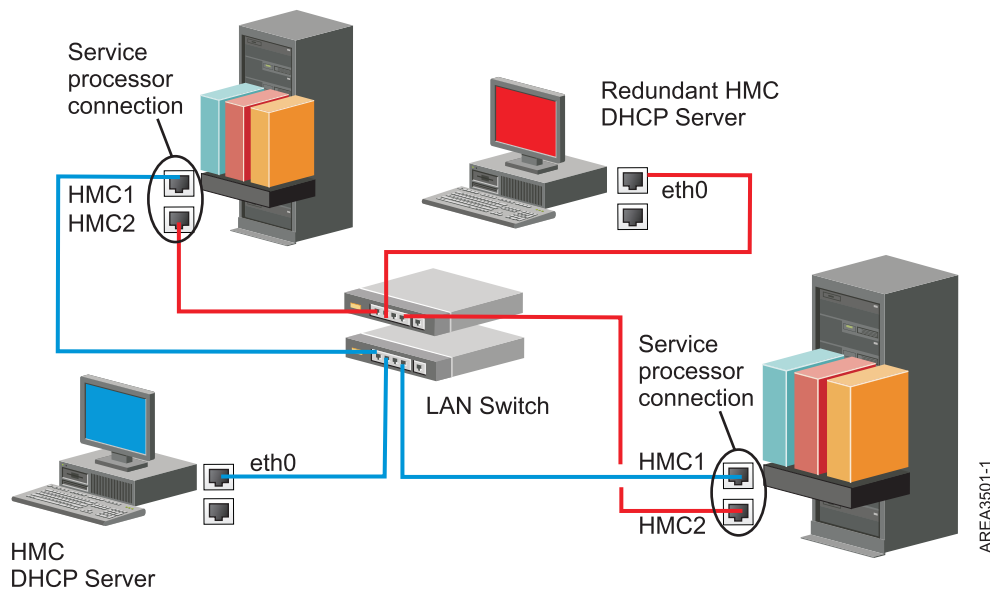 Service
processor
connection
HMC1
HMC2
Redundant HMC
DHCP Server
eth0
LAN Switch
Service
processor
connection
HMC1
HMC2
eth0
HMC
DHCP Server
AREA3501-1